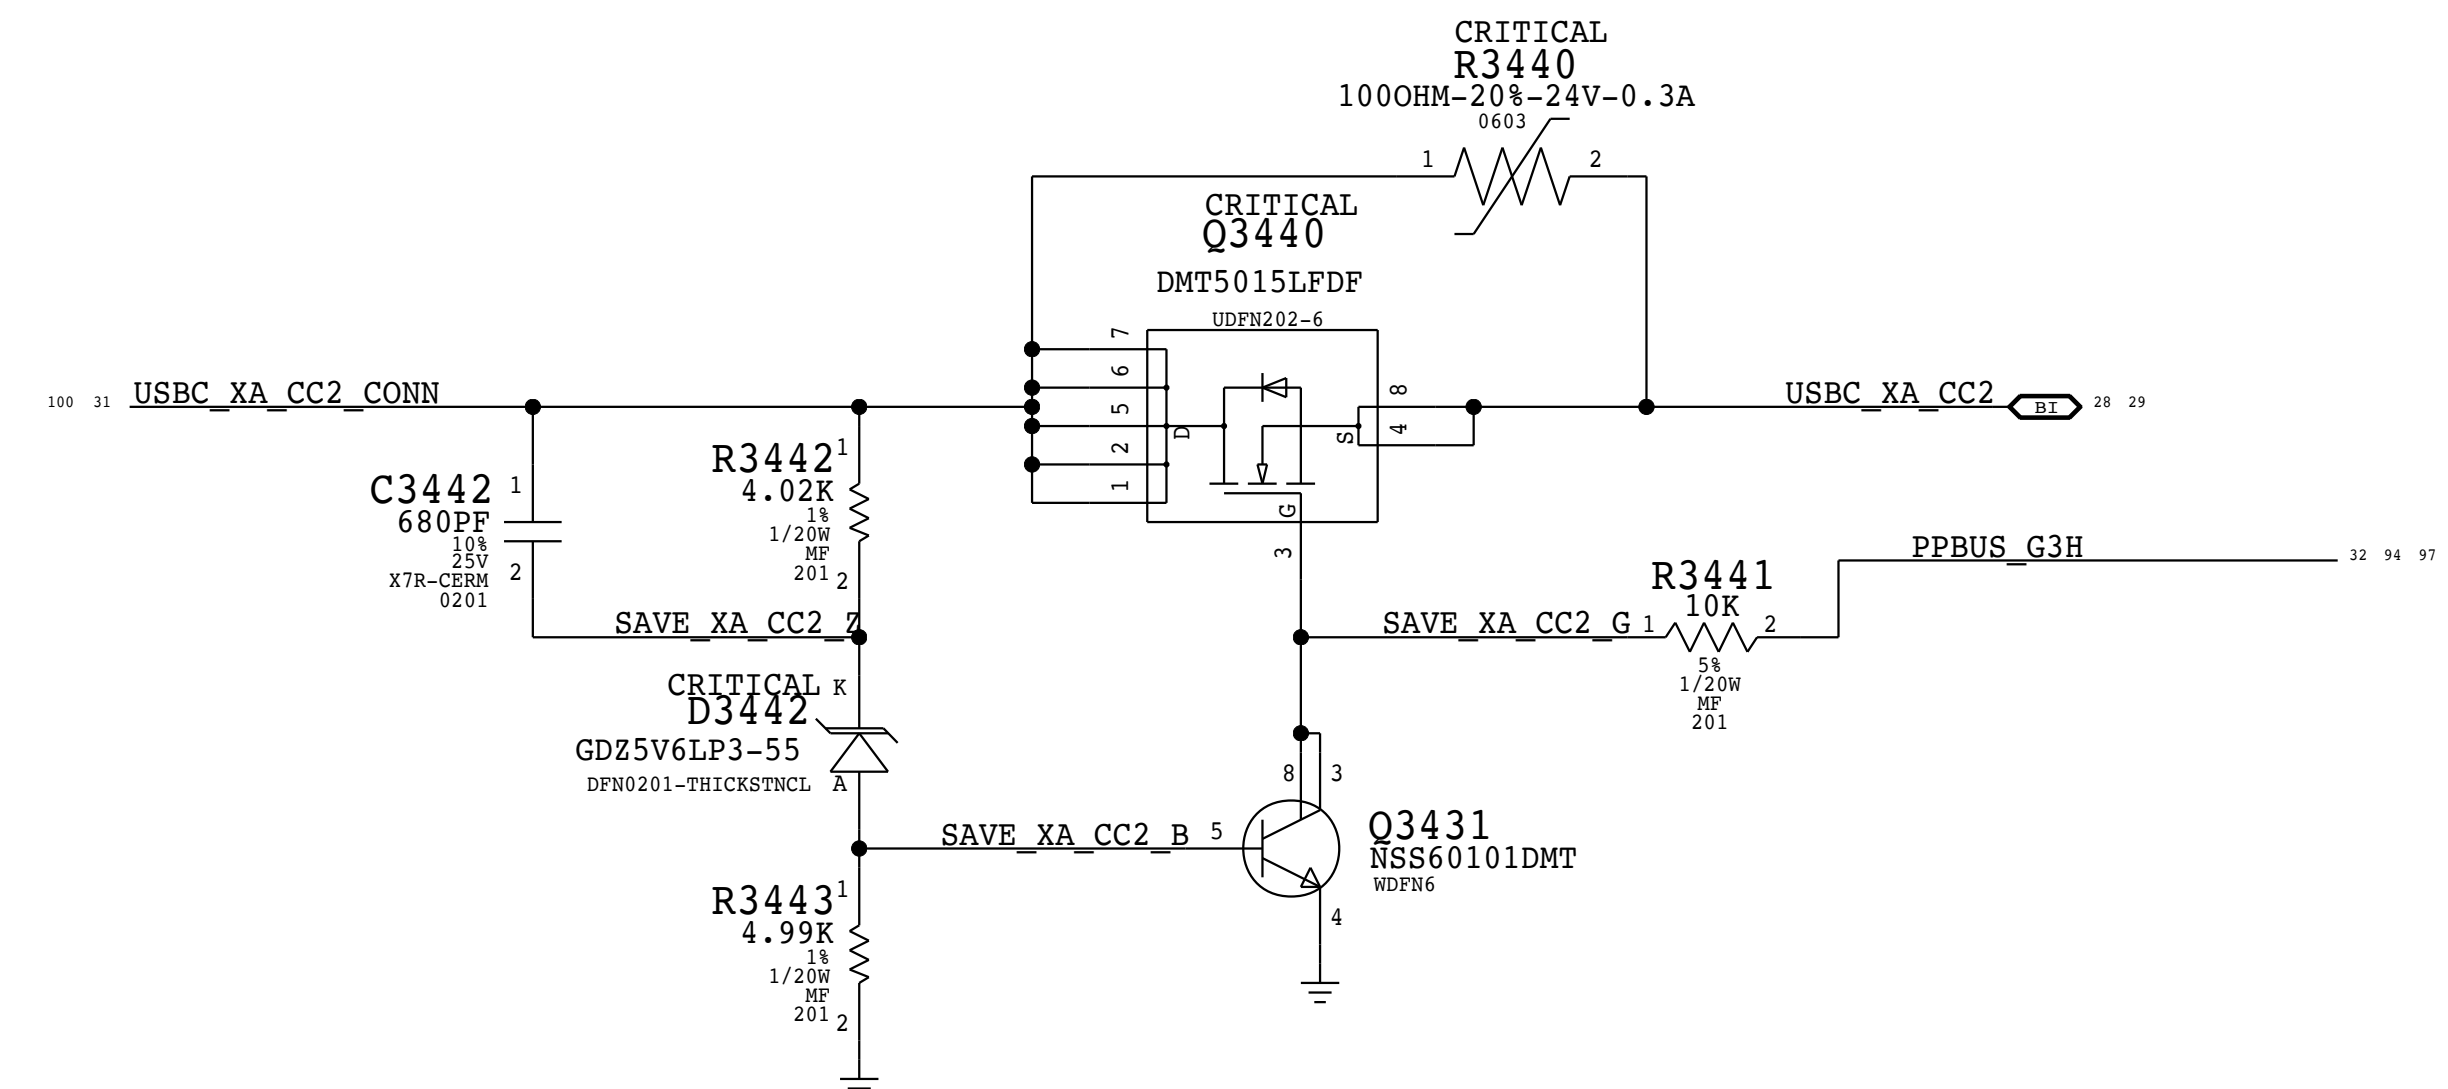 CRITICAL
R3440
100OHM-20%-24V-0.3A
0603
1
2
CRITICAL
Q3440
DMT5015LFDF
UDFN202-6
7
6
5
2
1
D
S
G
8
4
3
100 31 USBC_XA_CC2_CONN
USBC_XA_CC2 BI 28 29
C3442
680PF
10%
25V
X7R-CERM
0201
1
2
R3442
4.02K
1%
1/20W
MF
201
1
2
SAVE_XA_CC2_Z
PPBUS_G3H 32 94 97
R3441
10K
SAVE_XA_CC2_G 1 2
5%
1/20W
MF
201
CRITICAL K
D3442
GDZ5V6LP3-55
DFN0201-THICKSTNCL A
8 3
SAVE_XA_CC2_B 5
Q3431
NSS60101DMT
WDFN6
4
R3443
4.99K
1%
1/20W
MF
201
1
2